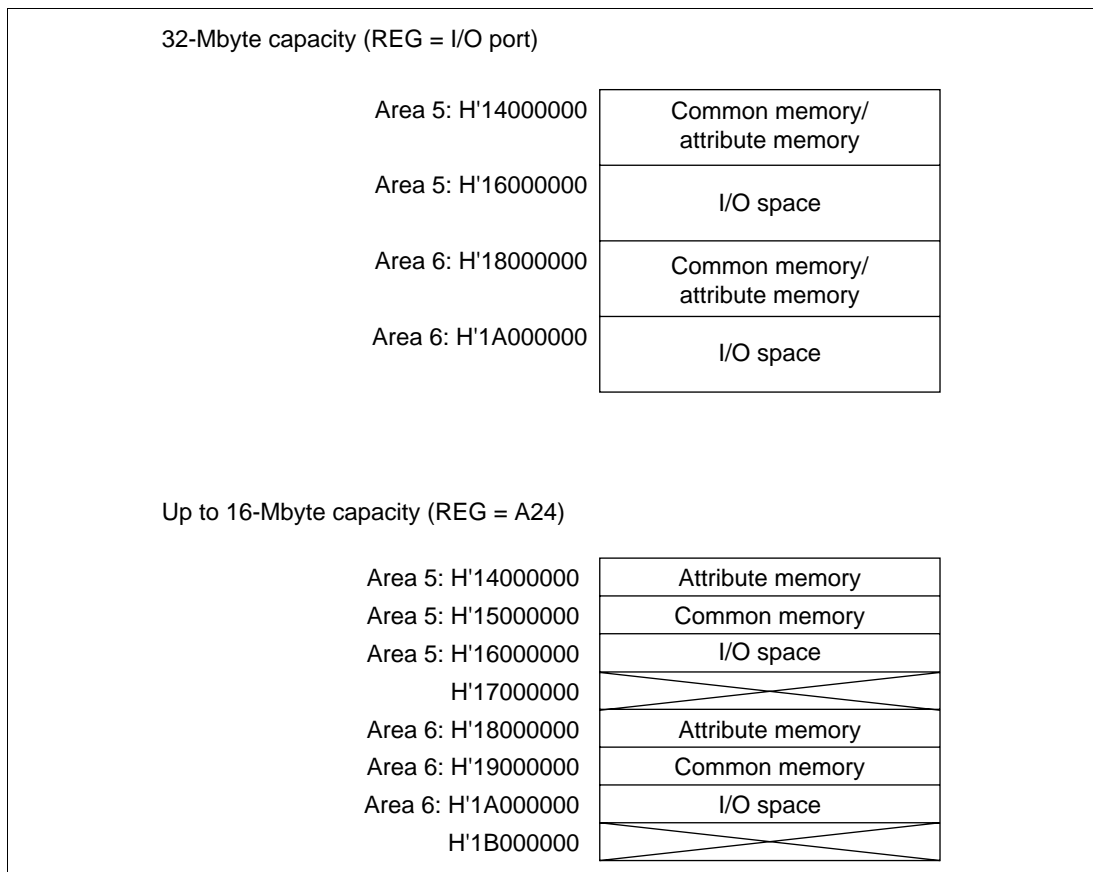 32-Mbyte capacity (REG = I/O port)
Area 5: H'14000000
Common memory/
attribute memory
Area 5: H'16000000
I/O space
Area 6: H'18000000
Common memory/
attribute memory
Area 6: H'1A000000
I/O space
Up to 16-Mbyte capacity (REG = A24)
Area 5: H'14000000 Attribute memory
Area 5: H'15000000 Common memory
Area 5: H'16000000 I/O space
H'17000000
Area 6: H'18000000 Attribute memory
Area 6: H'19000000 Common memory
Area 6: H'1A000000 I/O space
H'1B000000